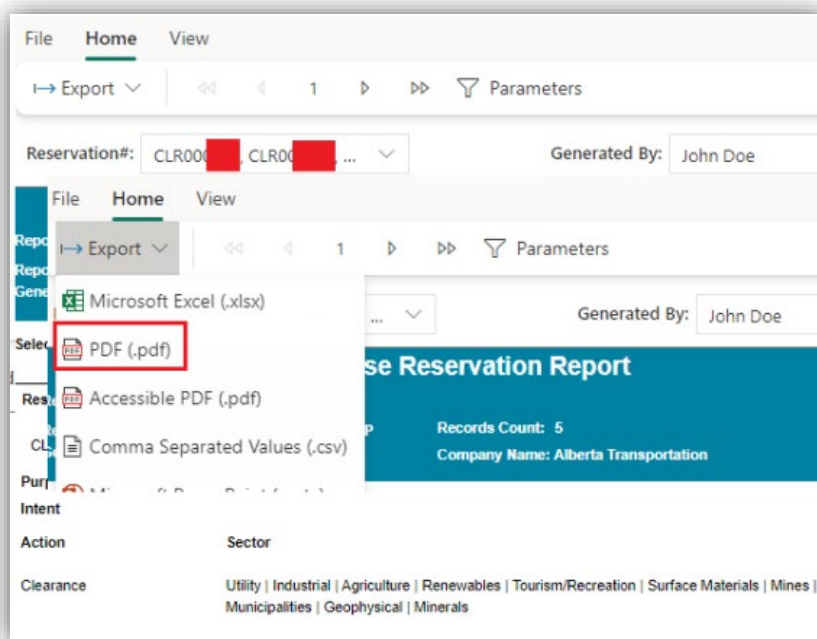 File Home View
Export 1 Parameters
Reservation#: CLR000 , CLR00 , ... Generated By: John Doe
File Home View
Export 1 Parameters
Microsoft Excel (.xlsx)
... Generated By: John Doe
PDF (.pdf)
Reservation Report
Accessible PDF (.pdf)
Records Count: 5
Comma Separated Values (.csv)
Company Name: Alberta Transportation
Intent
Action Sector
Clearance Utility | Industrial | Agriculture | Renewables | Tourism/Recreation | Surface Materials | Mines |
Municipalities | Geophysical | Minerals